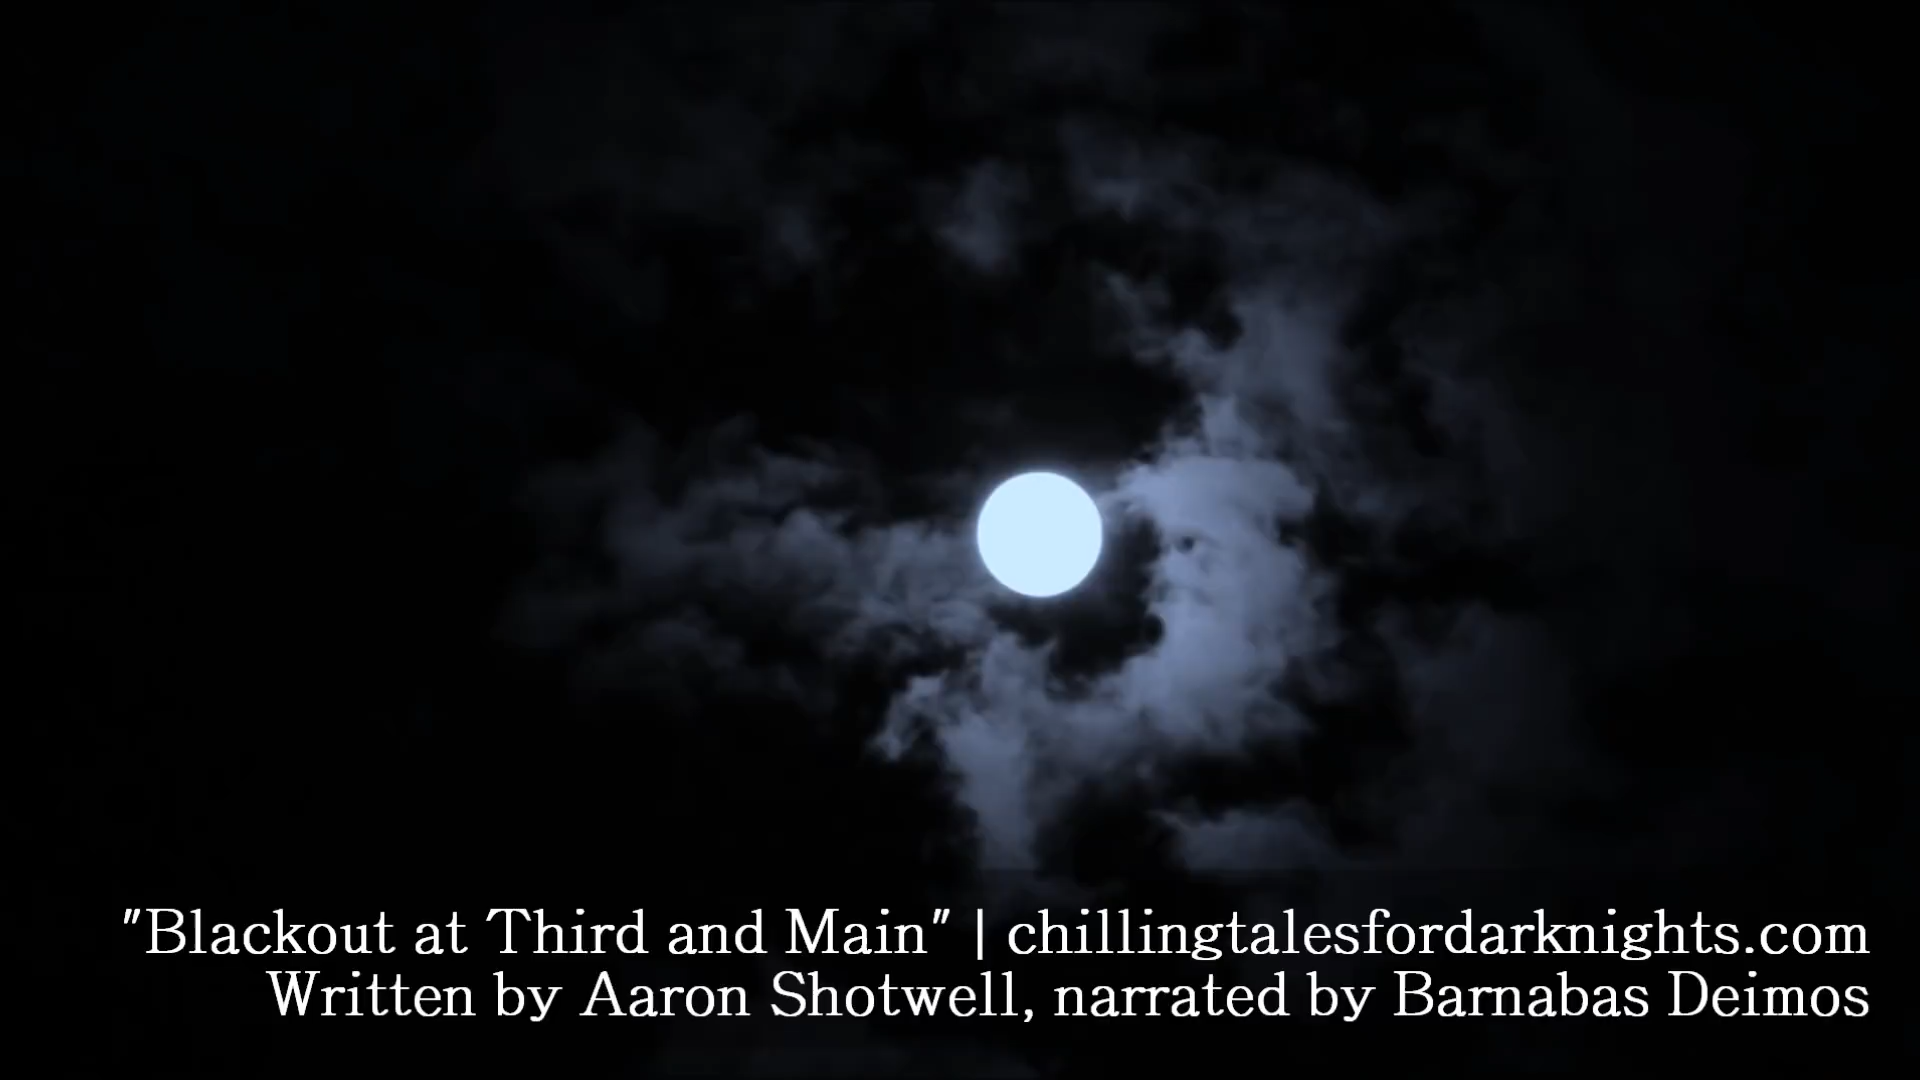 "Blackout at Third and Main" | chillingtalesfordarknights.com
Written by Aaron Shotwell, narrated by Barnabas Deimos